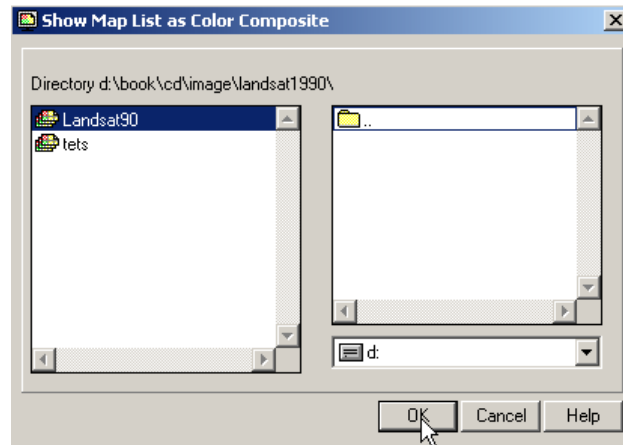 Show Map List as Color Composite
Directory d:\book\cd\image\landsat1990\
Landsat90
..
tets
d:
OK Cancel Help